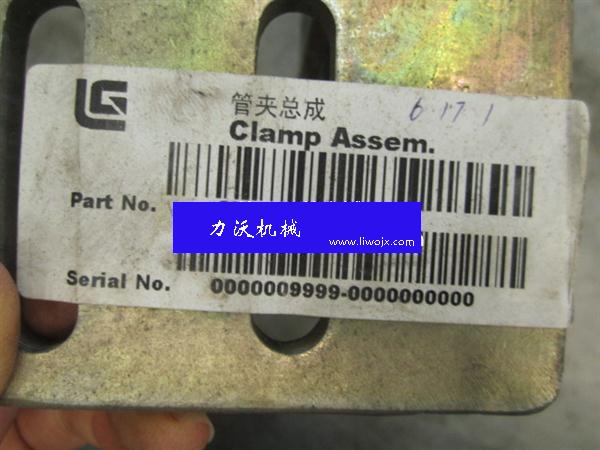 LG
管夹总成
6.17.1
Clamp Assem.
Part No.
力沃机械
www.liwojx.com
Serial No. 0000009999-0000000000